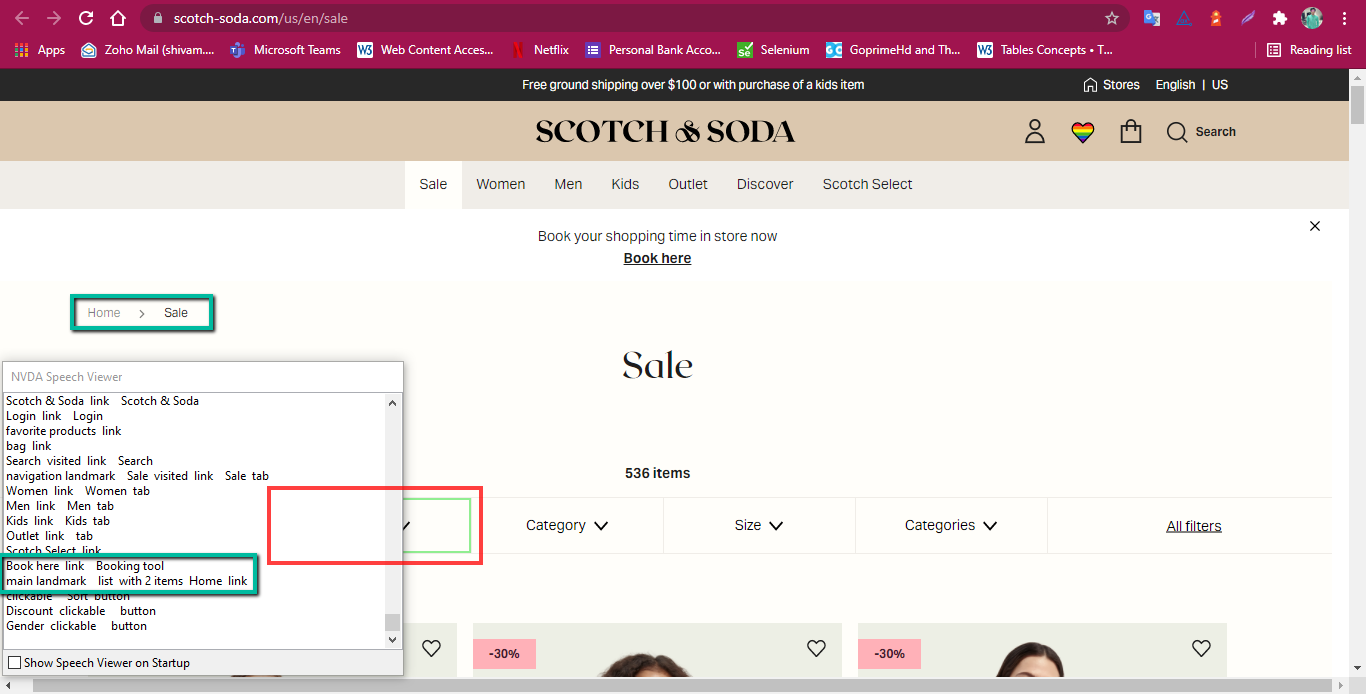 scotch-soda.com/us/en/sale
Apps Zoho Mail (shivam.... Microsoft Teams Web Content Acces... Netflix Personal Bank Acco... Selenium GoprimeHd and Th... Tables Concepts • T... Reading list
Free ground shipping over $100 or with purchase of a kids item Stores English | US
SCOTCH & SODA Search
Sale Women Men Kids Outlet Discover Scotch Select
Book your shopping time in store now
Book here
Home > Sale
Sale
536 items
Category Size Categories All filters
NVDA Speech Viewer
Scotch & Soda link Scotch & Soda
Login link Login
favorite products link
bag link
Search visited link Search
navigation landmark Sale visited link Sale tab
Women link Women tab
Men link Men tab
Kids link Kids tab
Outlet link tab
Scotch Select link
Book here link Booking tool
main landmark list with 2 items Home link
clickable Sort button
Discount clickable button
Gender clickable button
Show Speech Viewer on Startup
-30% -30%